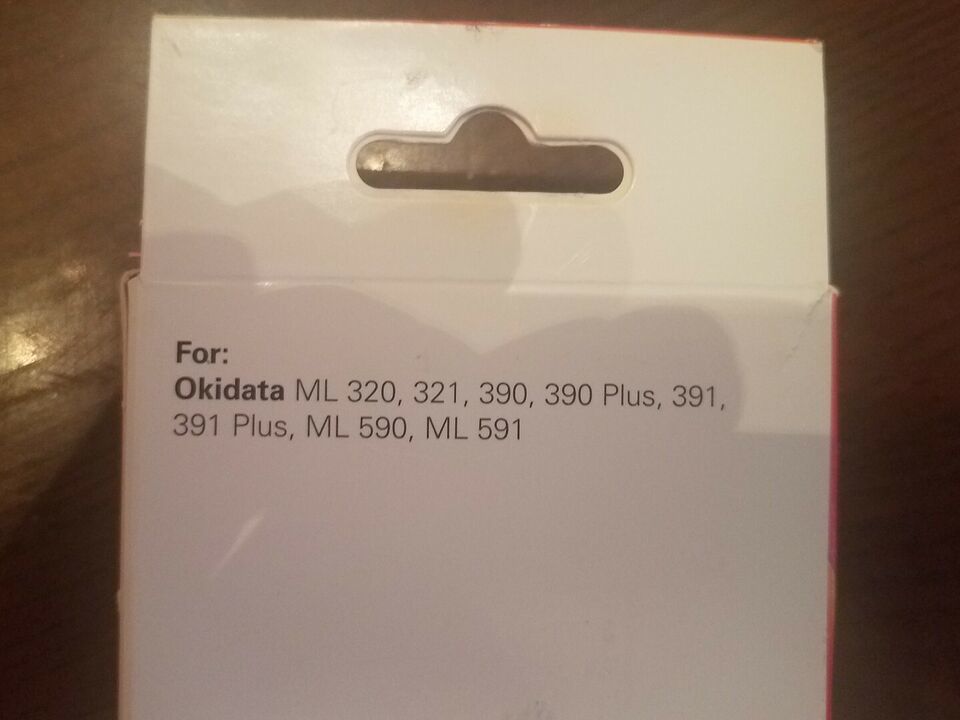 For:
Okidata ML 320, 321, 390, 390 Plus, 391,
391 Plus, ML 590, ML 591